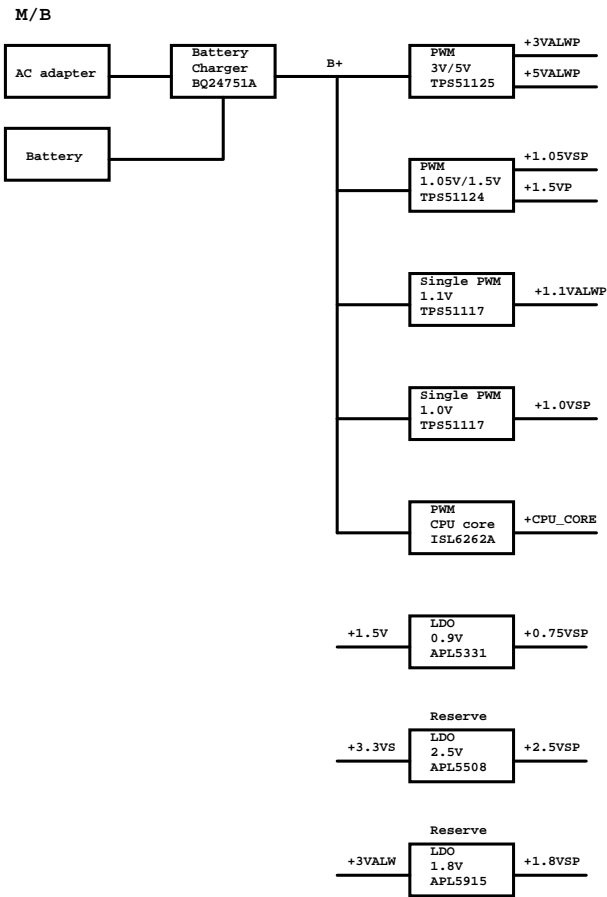 M/B
AC adapter
Battery
Charger
BQ24751A
B+
PWM
3V/5V
TPS51125
+3VALWP
+5VALWP
Battery
PWM
1.05V/1.5V
TPS51124
+1.05VSP
+1.5VP
Single PWM
1.1V
TPS51117
+1.1VALWP
Single PWM
1.0V
TPS51117
+1.0VSP
PWM
CPU core
ISL6262A
+CPU_CORE
+1.5V
LDO
0.9V
APL5331
+0.75VSP
Reserve
+3.3VS
LDO
2.5V
APL5508
+2.5VSP
Reserve
+3VALW
LDO
1.8V
APL5915
+1.8VSP